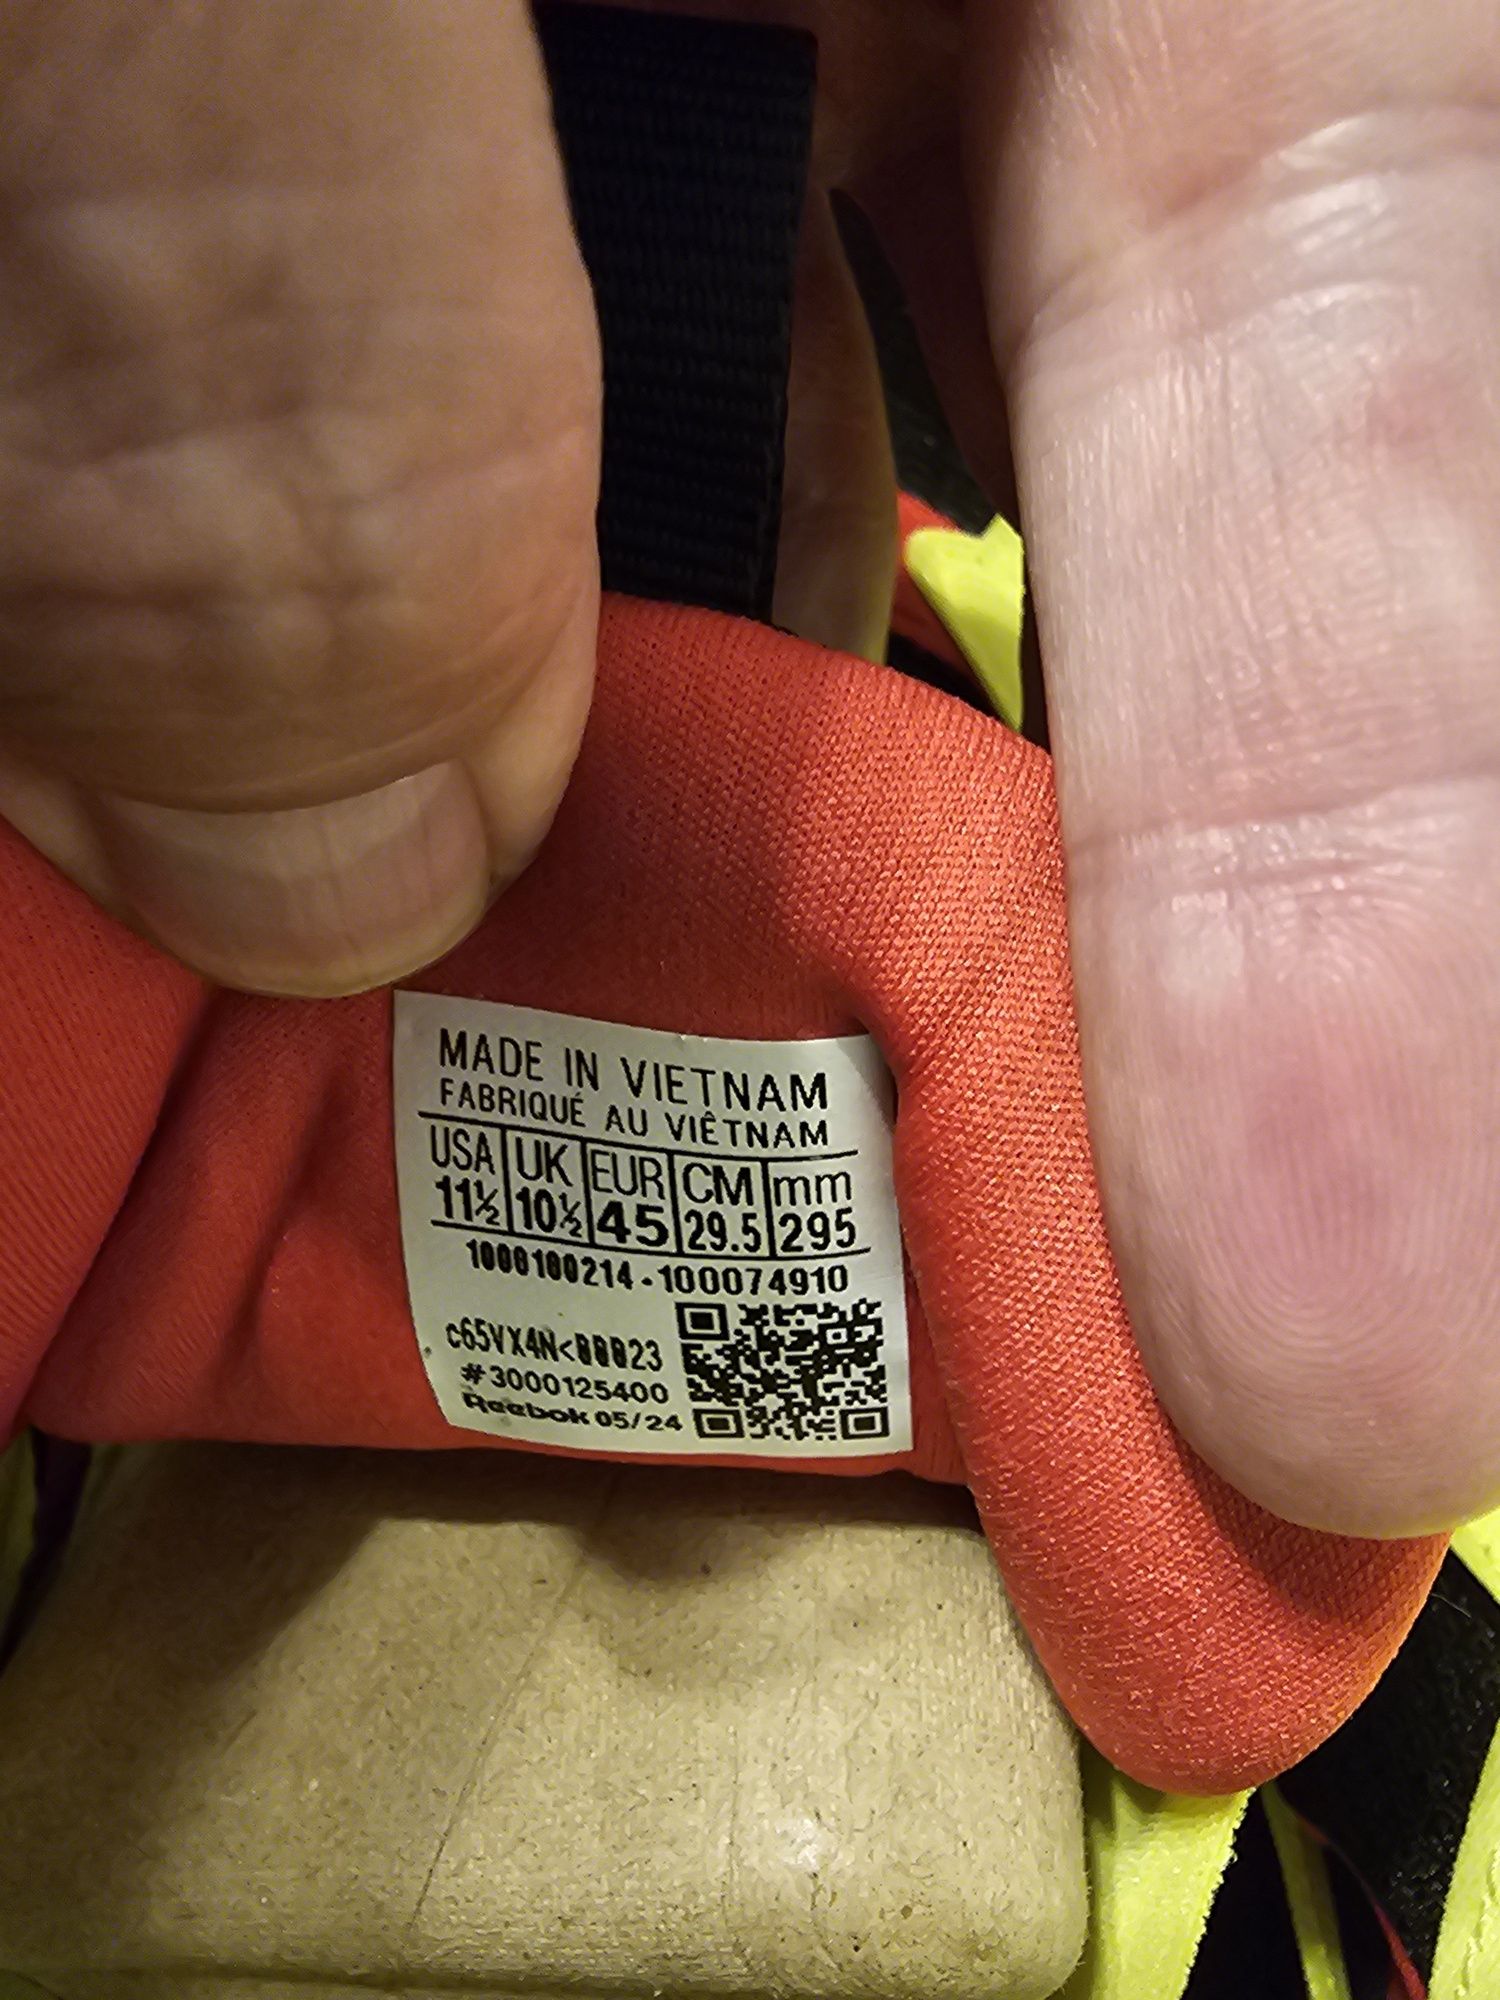 MADE IN VIETNAM
FABRIQUÉ AU VIÊTNAM
USA UK EUR CM mm
11½ 10½ 45 29.5 295
1000100214-100074910
c65VX4N<00023
#3000125400
Reebok 05/24